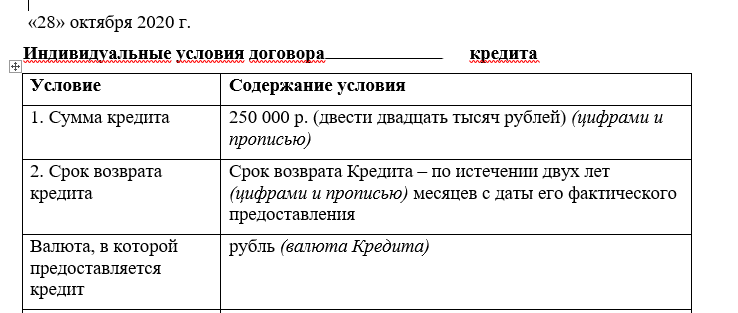 «28» октября 2020 г.
Индивидуальные условия договора____________ кредита
Условие
Содержание условия
1. Сумма кредита
250 000 р. (двести двадцать тысяч рублей) (цифрами и
прописью)
2. Срок возврата
кредита
Срок возврата Кредита – по истечении двух лет
(цифрами и прописью) месяцев с даты его фактического
предоставления
Валюта, в которой
предоставляется
кредит
рубль (валюта Кредита)